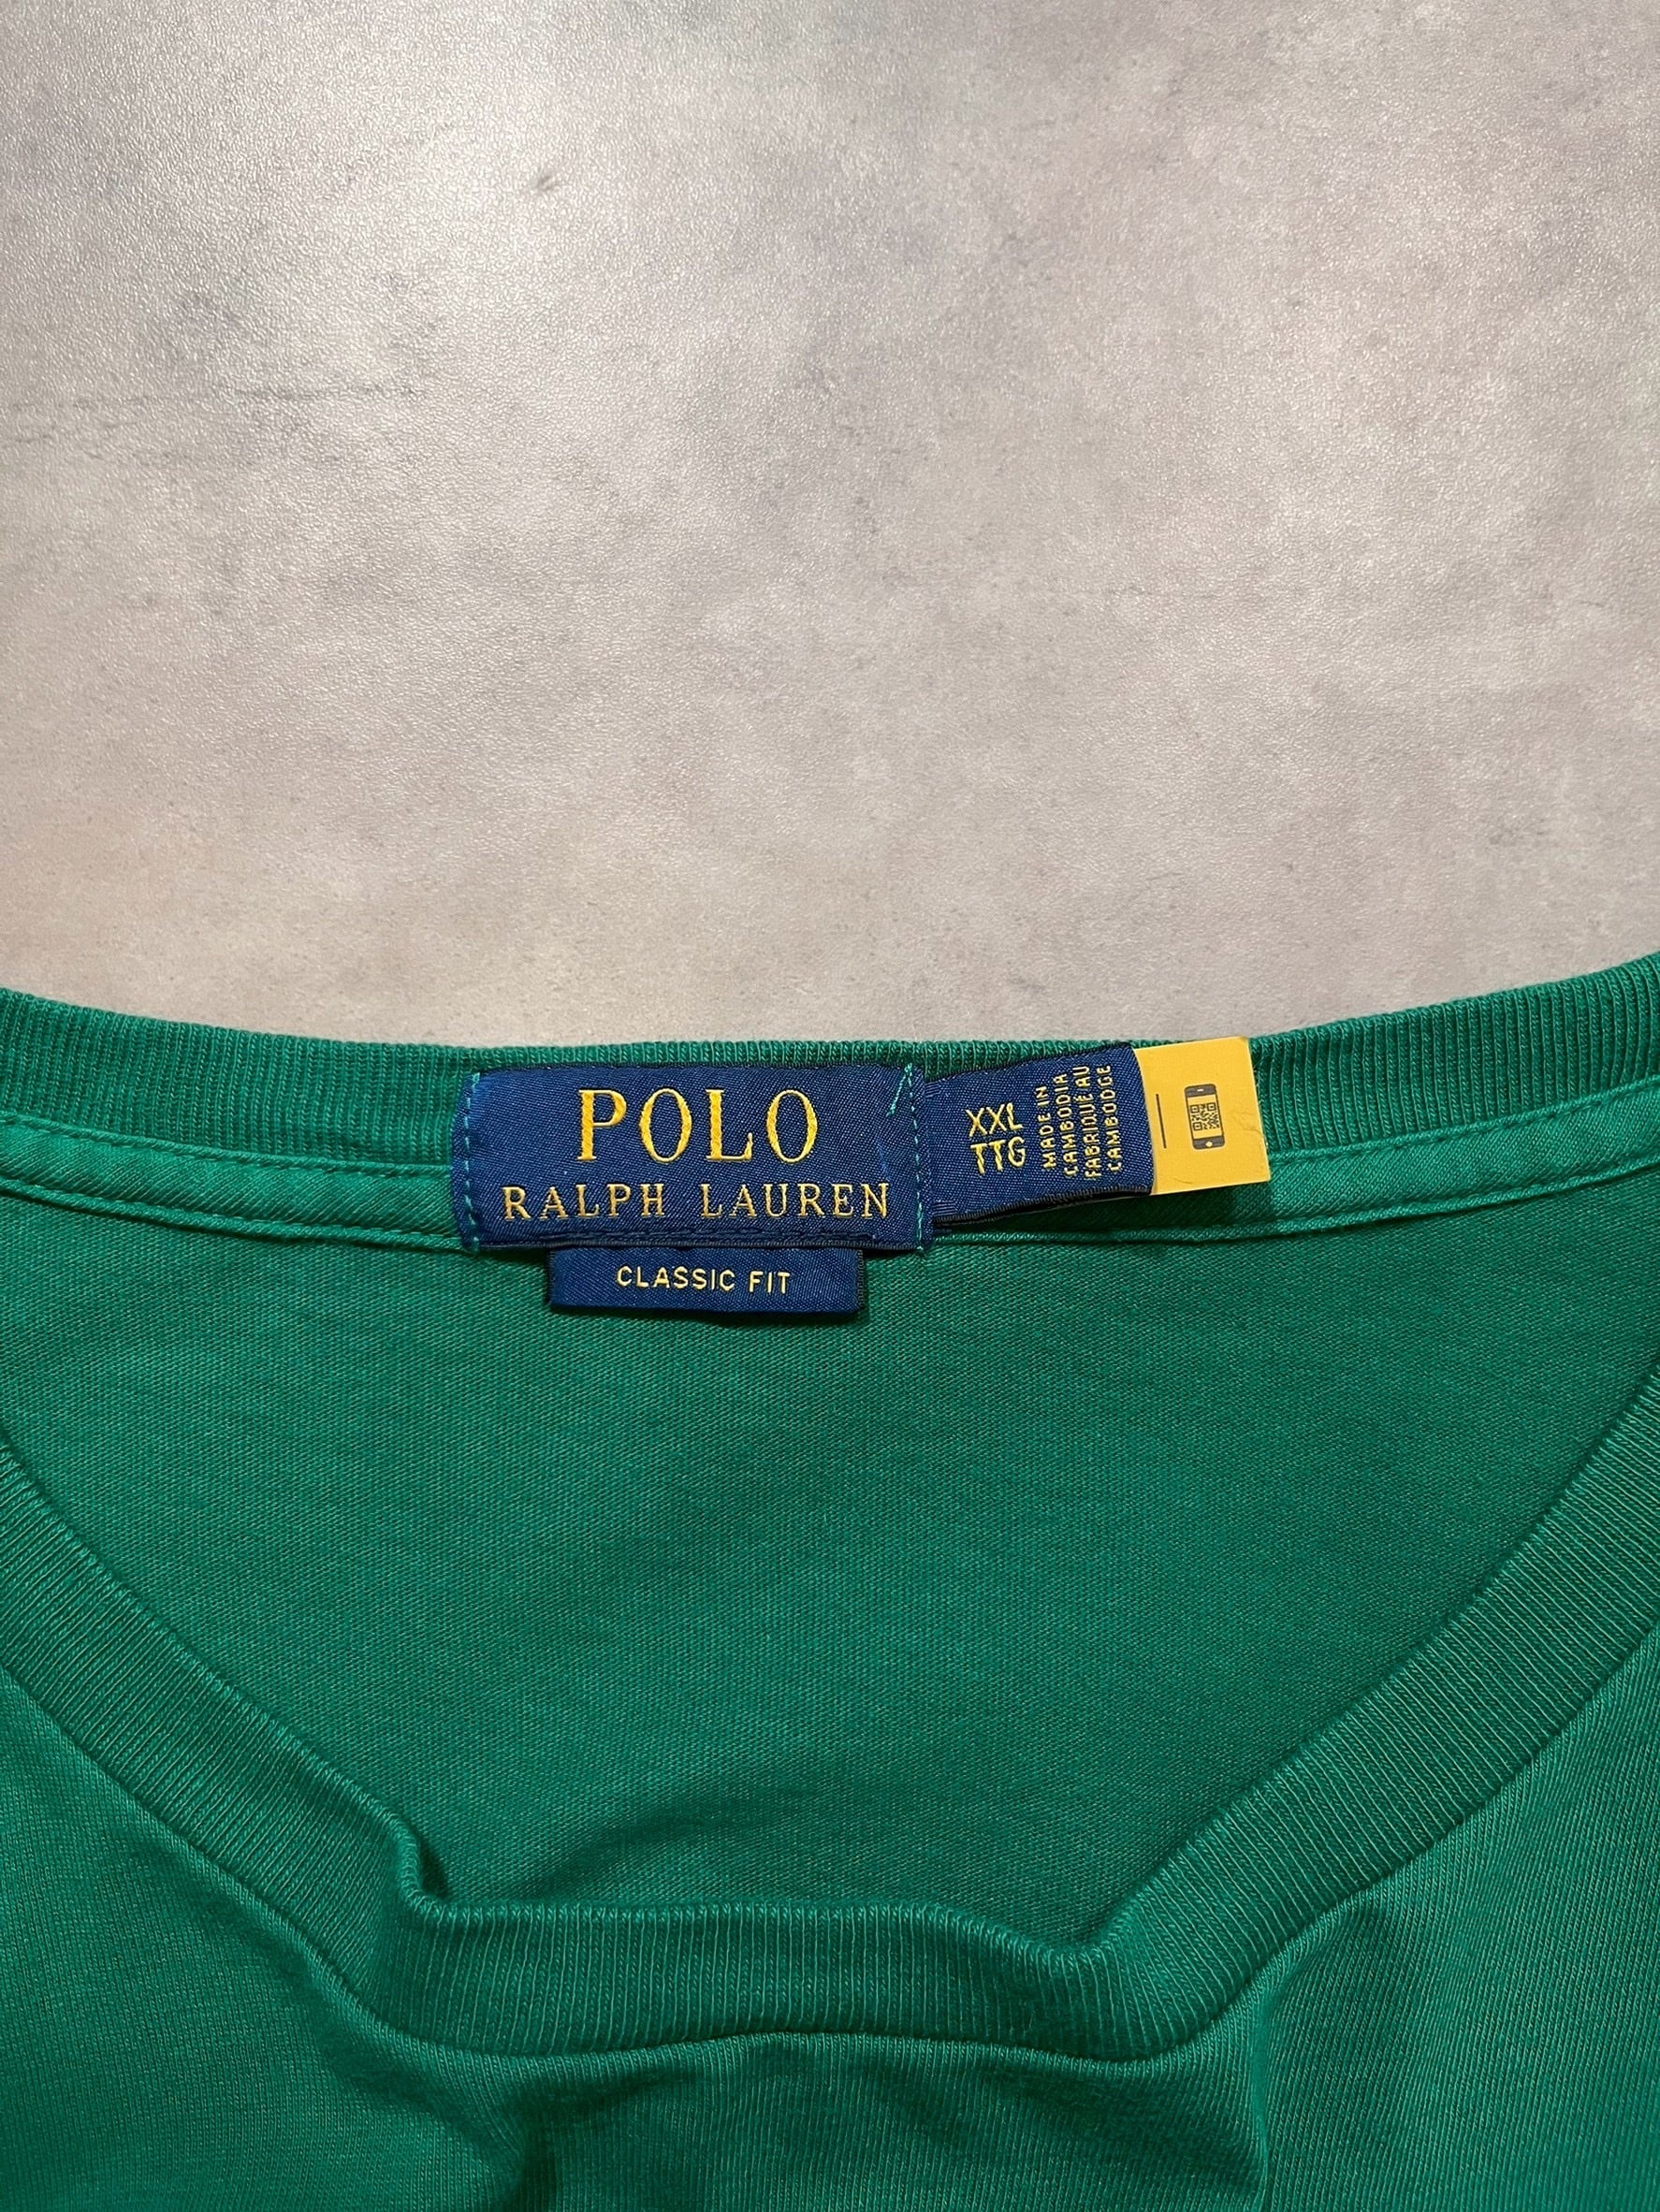 POLO
RALPH LAUREN
CLASSIC FIT
XXL
TTG
MADE IN
CAMBODIA
FABRIQUÉ AU
CAMBODGE